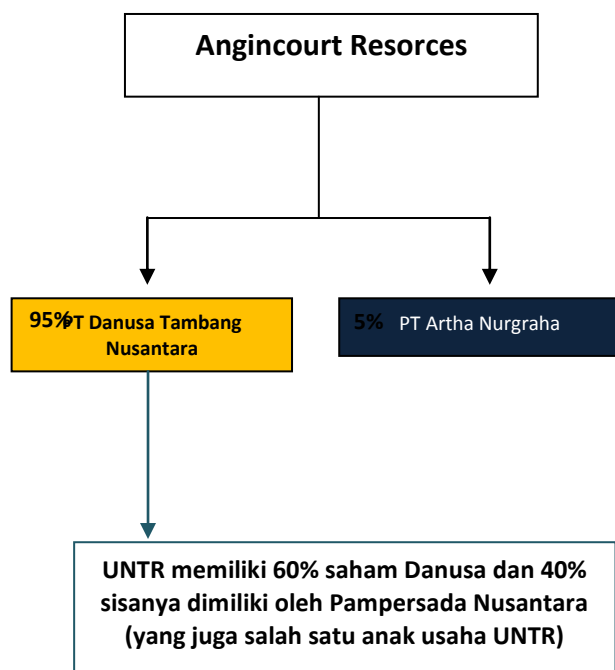 Angincourt Resorces
95% PT Danusa Tambang
Nusantara
5% PT Artha Nurgraha
UNTR memiliki 60% saham Danusa dan 40%
sisanya dimiliki oleh Pampersada Nusantara
(yang juga salah satu anak usaha UNTR)